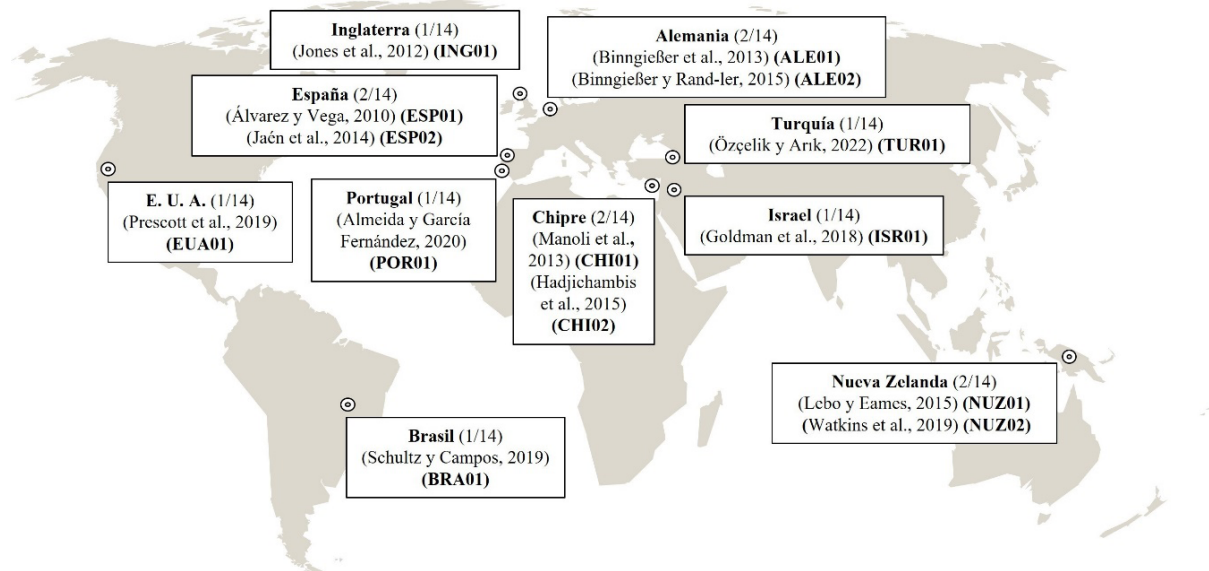 Inglaterra (1/14)
(Jones et al., 2012) (ING01)
Alemania (2/14)
(Binngießer et al., 2013) (ALE01)
(Binngießer y Rand-ler, 2015) (ALE02)
España (2/14)
(Álvarez y Vega, 2010) (ESP01)
(Jaén et al., 2014) (ESP02)
Turquía (1/14)
(Özçelik y Arık, 2022) (TUR01)
E. U. A. (1/14)
(Prescott et al., 2019)
(EUA01)
Portugal (1/14)
(Almeida y García
Fernández, 2020)
(POR01)
Chipre (2/14)
(Manoli et al.,
2013) (CHI01)
(Hadjichambis
et al., 2015)
(CHI02)
Israel (1/14)
(Goldman et al., 2018) (ISR01)
Nueva Zelanda (2/14)
(Lebo y Eames, 2015) (NUZ01)
(Watkins et al., 2019) (NUZ02)
Brasil (1/14)
(Schultz y Campos, 2019)
(BRA01)